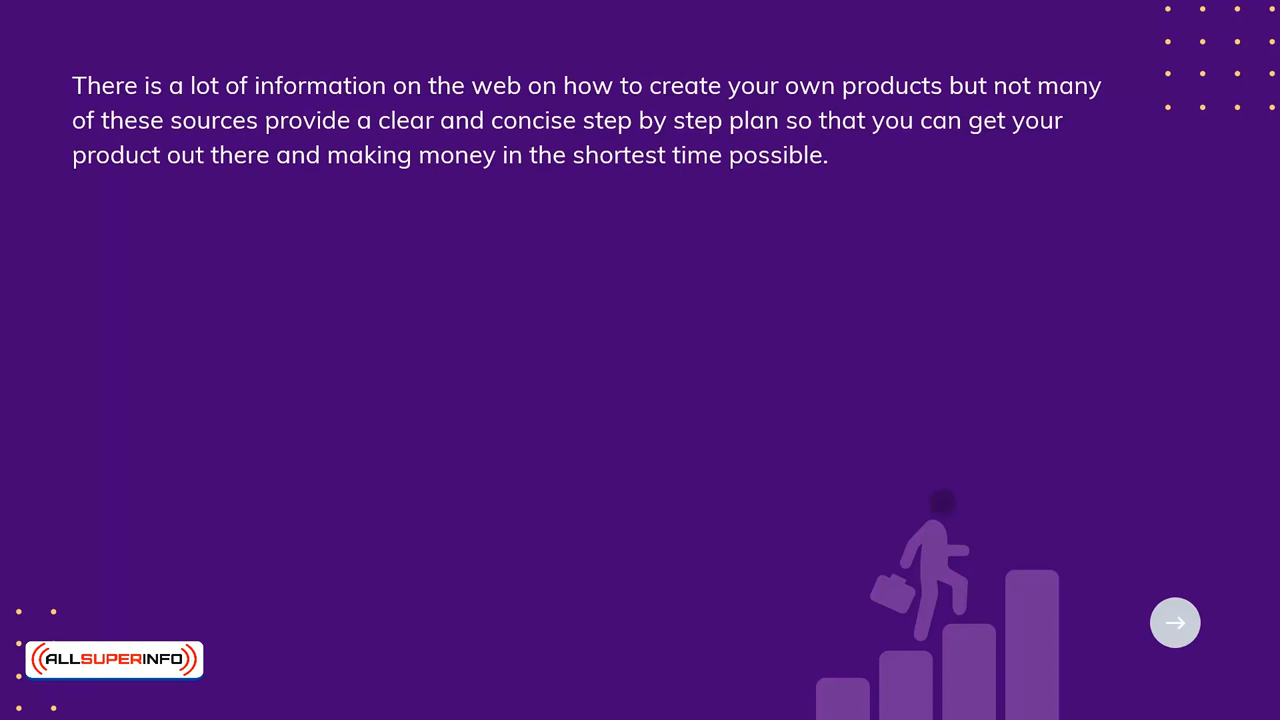 There is a lot of information on the web on how to create your own products but not many
of these sources provide a clear and concise step by step plan so that you can get your
product out there and making money in the shortest time possible.
ALLSUPERINFO